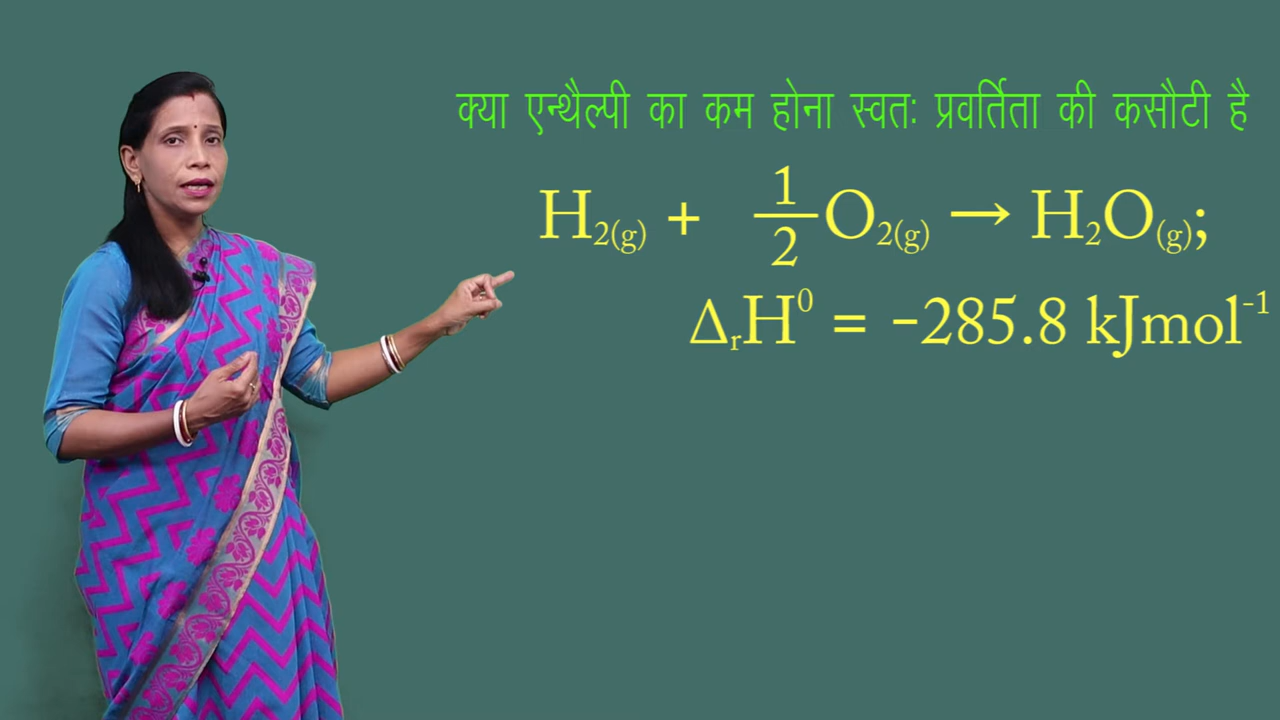 क्या एन्थैल्पी का कम होना स्वतः प्रवर्तिता की कसौटी है
H₂(g) + 1/2 O₂(g) → H₂O(g);
ΔᵣH⁰ = -285.8 kJmol⁻¹